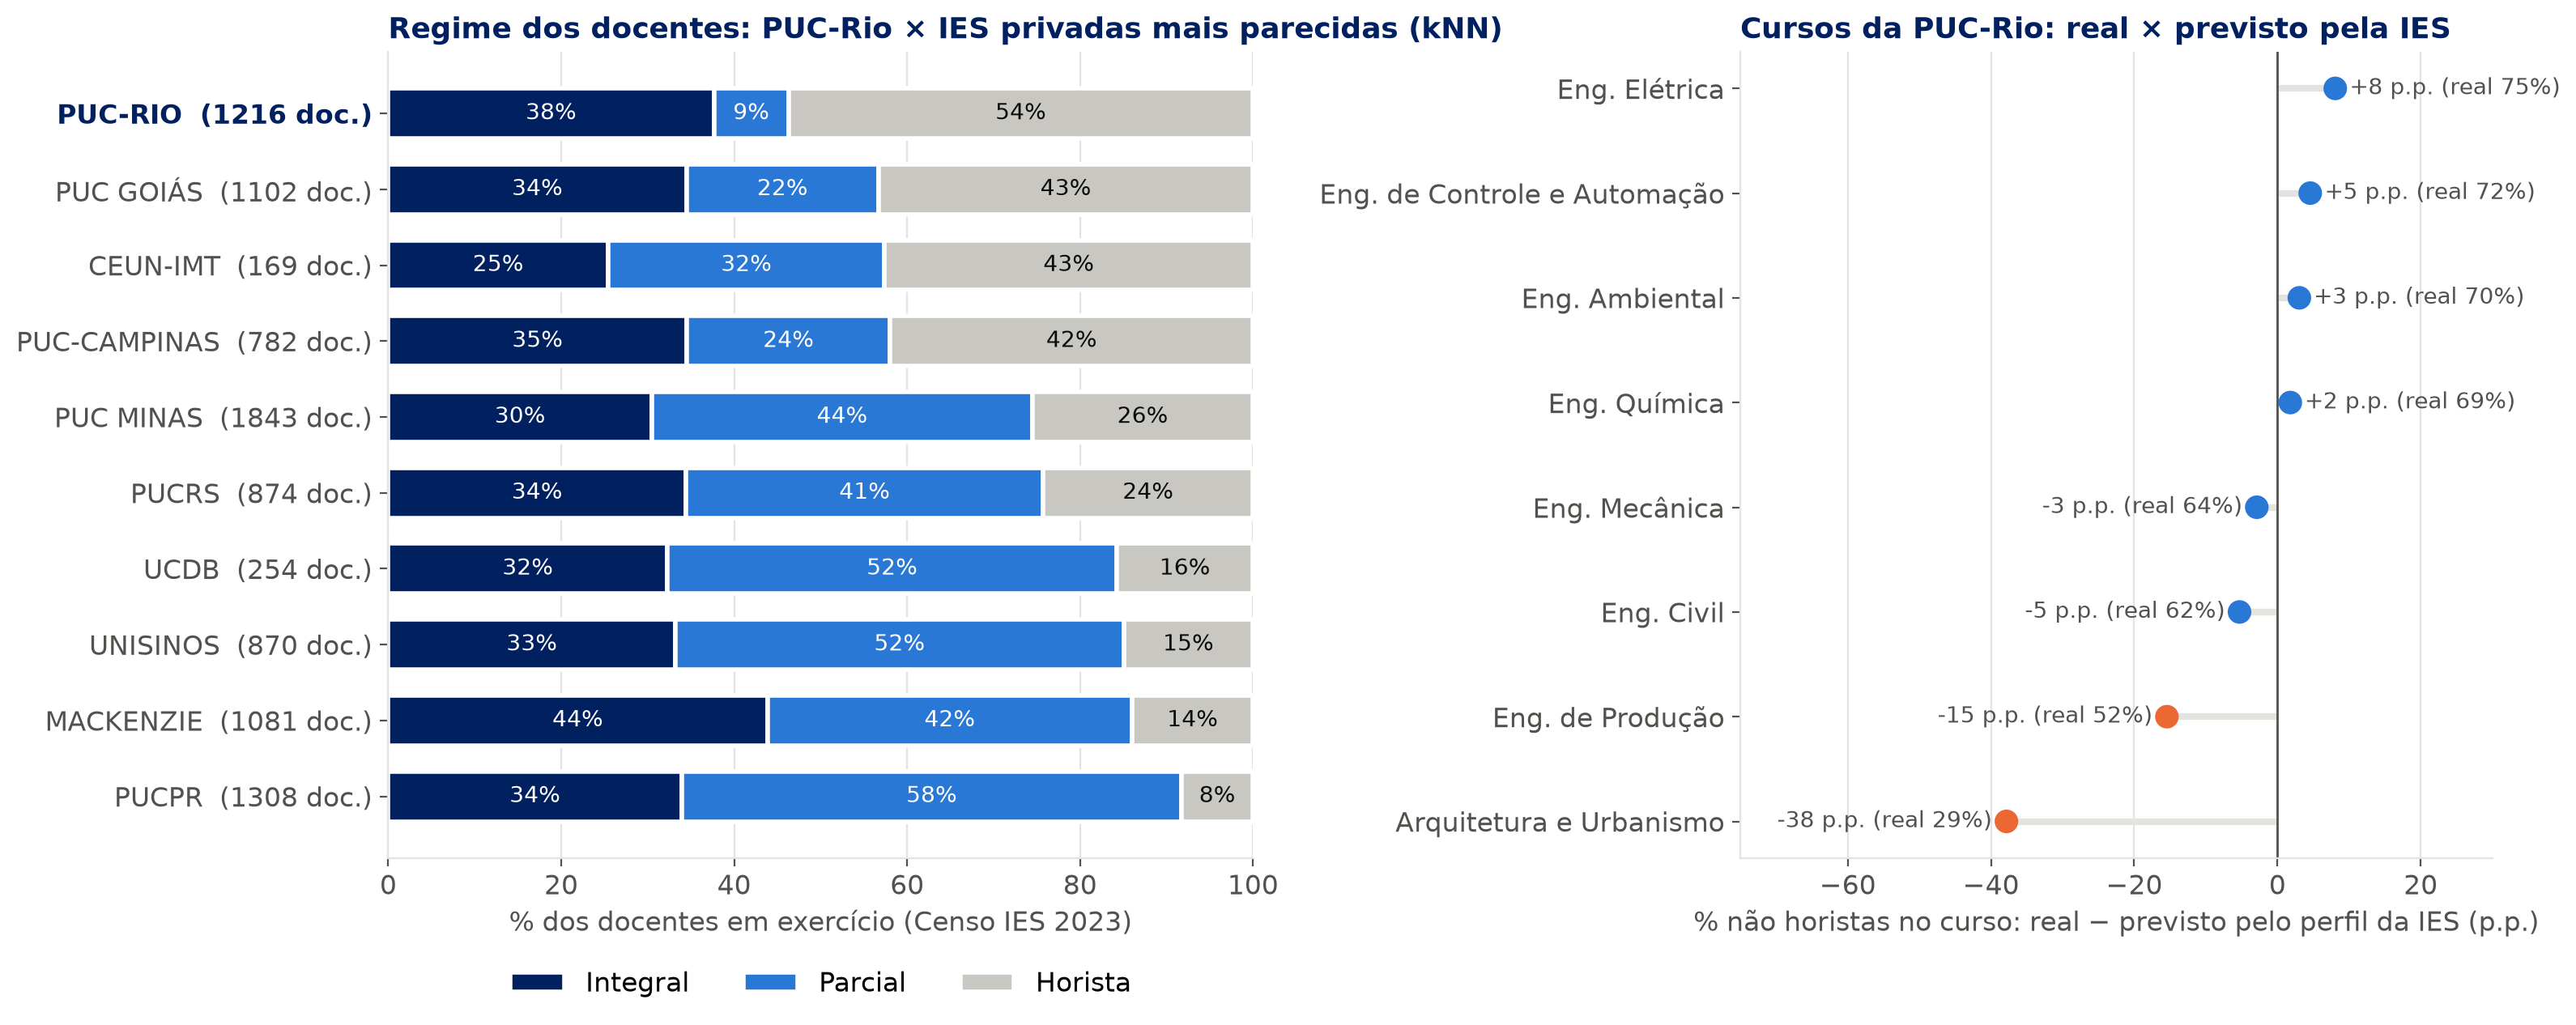 Regime dos docentes: PUC-Rio × IES privadas mais parecidas (kNN)
PUC-RIO (1216 doc.) 38% 9% 54%
PUC GOIÁS (1102 doc.) 34% 22% 43%
CEUN-IMT (169 doc.) 25% 32% 43%
PUC-CAMPINAS (782 doc.) 35% 24% 42%
PUC MINAS (1843 doc.) 30% 44% 26%
PUCRS (874 doc.) 34% 41% 24%
UCDB (254 doc.) 32% 52% 16%
UNISINOS (870 doc.) 33% 52% 15%
MACKENZIE (1081 doc.) 44% 42% 14%
PUCPR (1308 doc.) 34% 58% 8%
0 20 40 60 80 100
% dos docentes em exercício (Censo IES 2023)
Integral Parcial Horista
Cursos da PUC-Rio: real × previsto pela IES
Eng. Elétrica +8 p.p. (real 75%)
Eng. de Controle e Automação +5 p.p. (real 72%)
Eng. Ambiental +3 p.p. (real 70%)
Eng. Química +2 p.p. (real 69%)
Eng. Mecânica -3 p.p. (real 64%)
Eng. Civil -5 p.p. (real 62%)
Eng. de Produção -15 p.p. (real 52%)
Arquitetura e Urbanismo -38 p.p. (real 29%)
−60 −40 −20 0 20
% não horistas no curso: real − previsto pelo perfil da IES (p.p.)